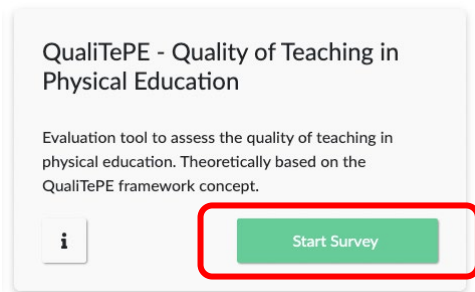 QualiTePE - Quality of Teaching in
Physical Education
Evaluation tool to assess the quality of teaching in
physical education. Theoretically based on the
QualiTePE framework concept.
i
Start Survey